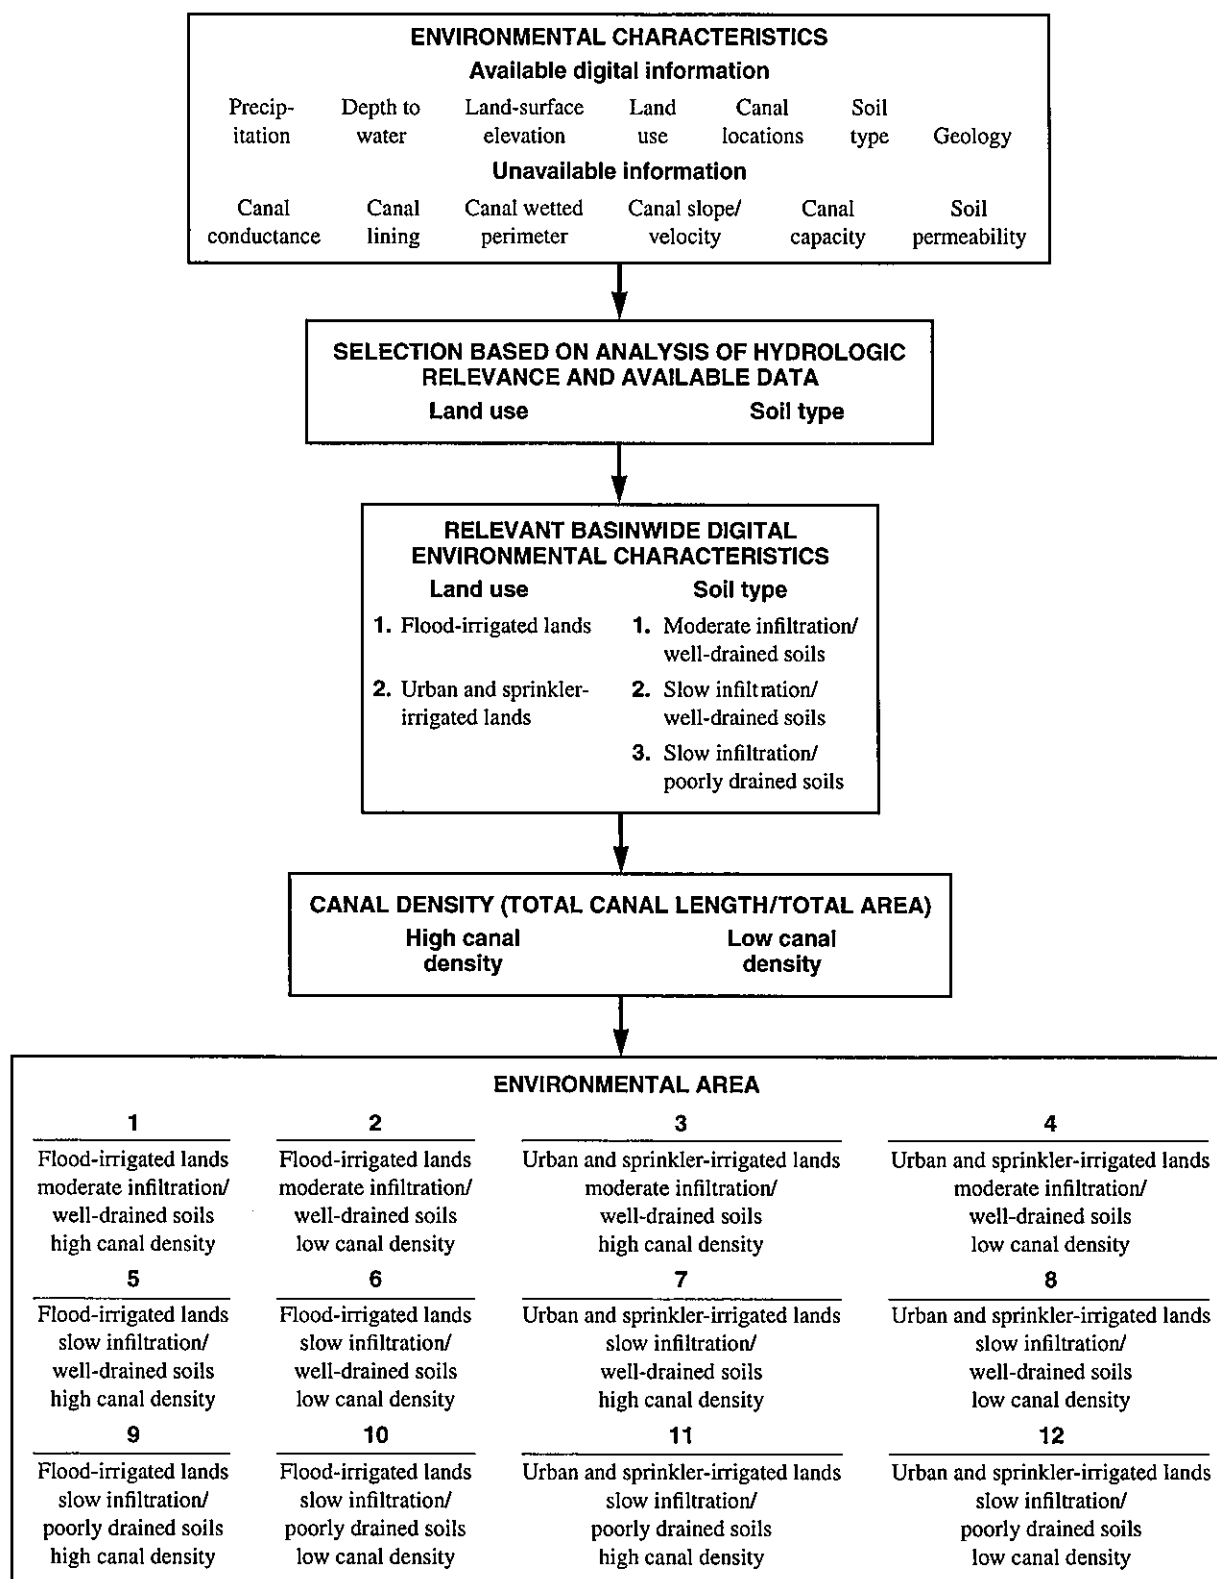 ENVIRONMENTAL CHARACTERISTICS
Available digital information
Precip- Depth to Land-surface Land Canal Soil
itation water elevation use locations type Geology
Unavailable information
Canal Canal Canal wetted Canal slope/ Canal Soil
conductance lining perimeter velocity capacity permeability
SELECTION BASED ON ANALYSIS OF HYDROLOGIC
RELEVANCE AND AVAILABLE DATA
Land use Soil type
RELEVANT BASINWIDE DIGITAL
ENVIRONMENTAL CHARACTERISTICS
Land use Soil type
1. Flood-irrigated lands 1. Moderate infiltration/
well-drained soils
2. Urban and sprinkler- 2. Slow infiltration/
irrigated lands well-drained soils
3. Slow infiltration/
poorly drained soils
CANAL DENSITY (TOTAL CANAL LENGTH/TOTAL AREA)
High canal Low canal
density density
ENVIRONMENTAL AREA
1 2 3 4
Flood-irrigated lands Flood-irrigated lands Urban and sprinkler-irrigated lands Urban and sprinkler-irrigated lands
moderate infiltration/ moderate infiltration/ moderate infiltration/ moderate infiltration/
well-drained soils well-drained soils well-drained soils well-drained soils
high canal density low canal density high canal density low canal density
5 6 7 8
Flood-irrigated lands Flood-irrigated lands Urban and sprinkler-irrigated lands Urban and sprinkler-irrigated lands
slow infiltration/ slow infiltration/ slow infiltration/ slow infiltration/
well-drained soils well-drained soils well-drained soils well-drained soils
high canal density low canal density high canal density low canal density
9 10 11 12
Flood-irrigated lands Flood-irrigated lands Urban and sprinkler-irrigated lands Urban and sprinkler-irrigated lands
slow infiltration/ slow infiltration/ slow infiltration/ slow infiltration/
poorly drained soils poorly drained soils poorly drained soils poorly drained soils
high canal density low canal density high canal density low canal density